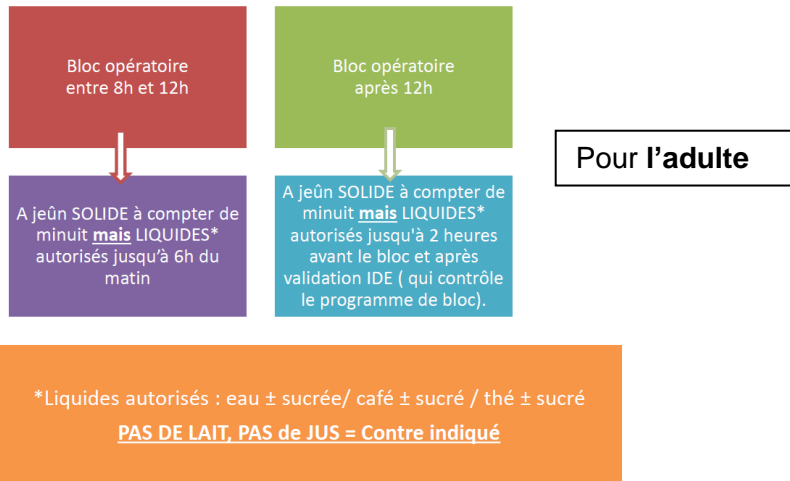 Bloc opératoire
entre 8h et 12h
Bloc opératoire
après 12h
Pour l'adulte
A jeûn SOLIDE à compter de
minuit mais LIQUIDES*
autorisés jusqu'à 6h du
matin
A jeûn SOLIDE à compter de
minuit mais LIQUIDES*
autorisés jusqu'à 2 heures
avant le bloc et après
validation IDE ( qui contrôle
le programme de bloc).
*Liquides autorisés : eau ± sucrée/ café ± sucré / thé ± sucré
PAS DE LAIT, PAS de JUS = Contre indiqué